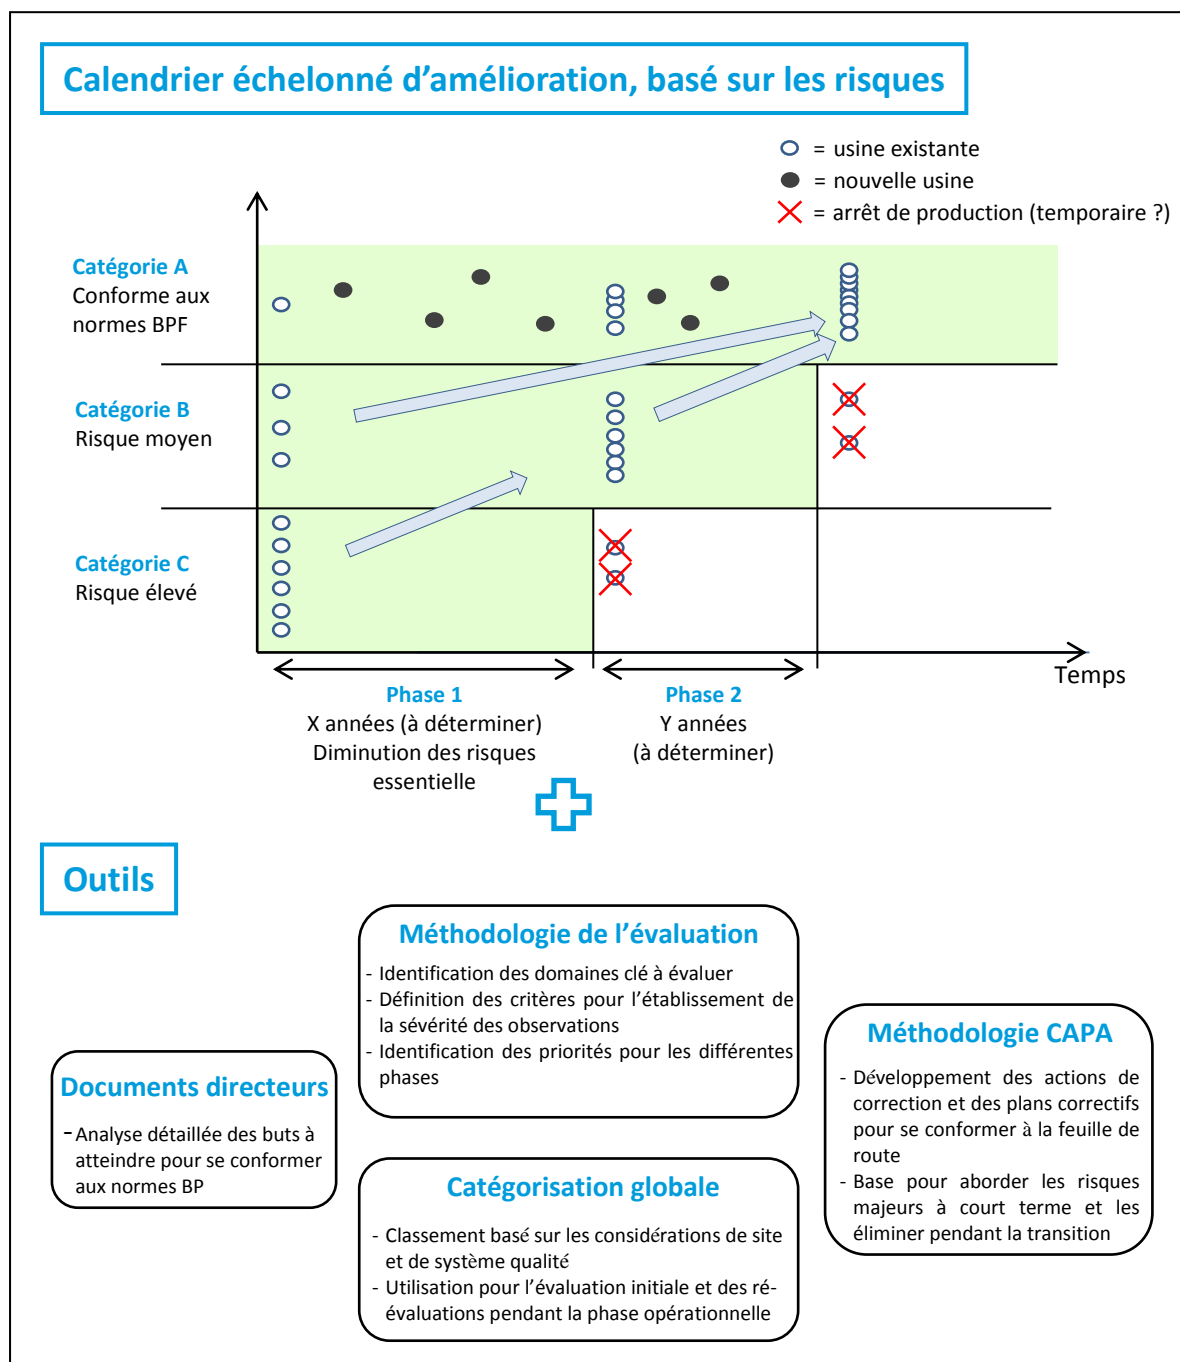 Calendrier échelonné d’amélioration, basé sur les risques
= usine existante
= nouvelle usine
= arrêt de production (temporaire ?)
Catégorie A
Conforme aux
normes BPF
Catégorie B
Risque moyen
Catégorie C
Risque élevé
Temps
Phase 1
X années (à déterminer)
Diminution des risques
essentielle
Phase 2
Y années
(à déterminer)
Outils
Méthodologie de l’évaluation
- Identification des domaines clé à évaluer
- Définition des critères pour l’établissement de
la sévérité des observations
- Identification des priorités pour les différentes
phases
Documents directeurs
- Analyse détaillée des buts à
atteindre pour se conformer
aux normes BP
Catégorisation globale
- Classement basé sur les considérations de site
et de système qualité
- Utilisation pour l’évaluation initiale et des ré-
évaluations pendant la phase opérationnelle
Méthodologie CAPA
- Développement des actions de
correction et des plans correctifs
pour se conformer à la feuille de
route
- Base pour aborder les risques
majeurs à court terme et les
éliminer pendant la transition